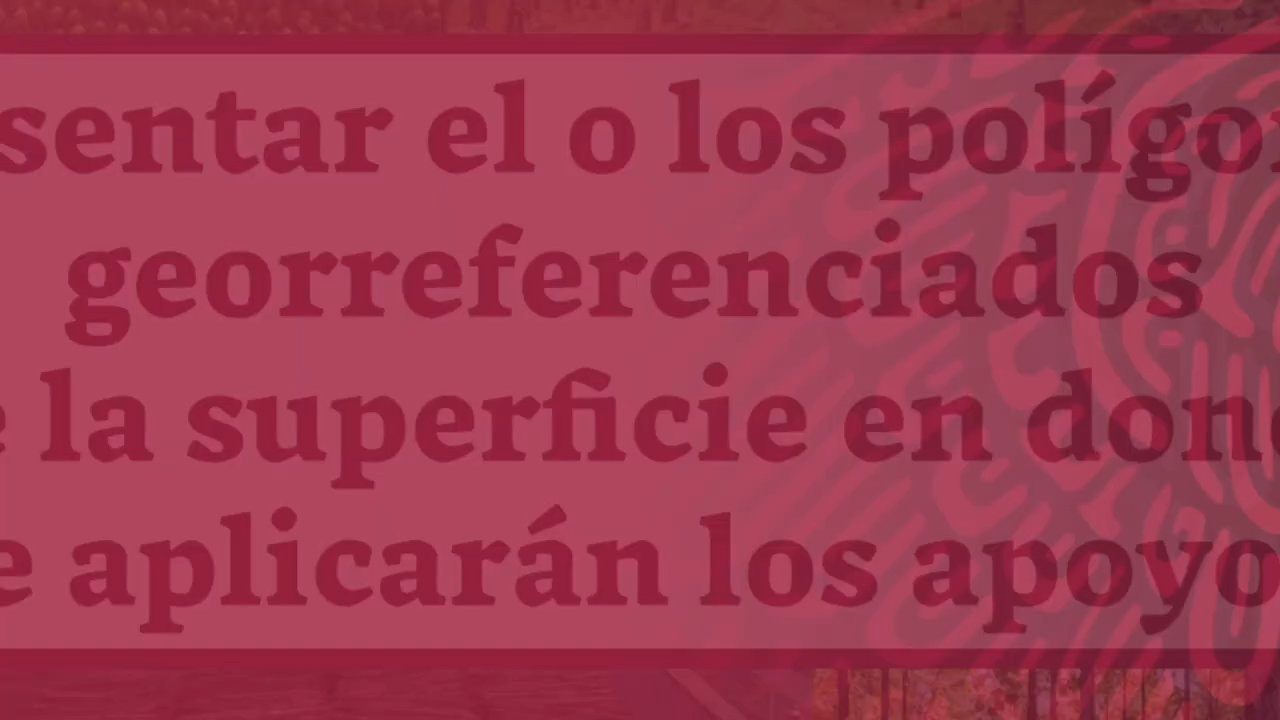 sentar el o los polígo
georreferenciados
la superficie en don
e aplicarán los apoyo